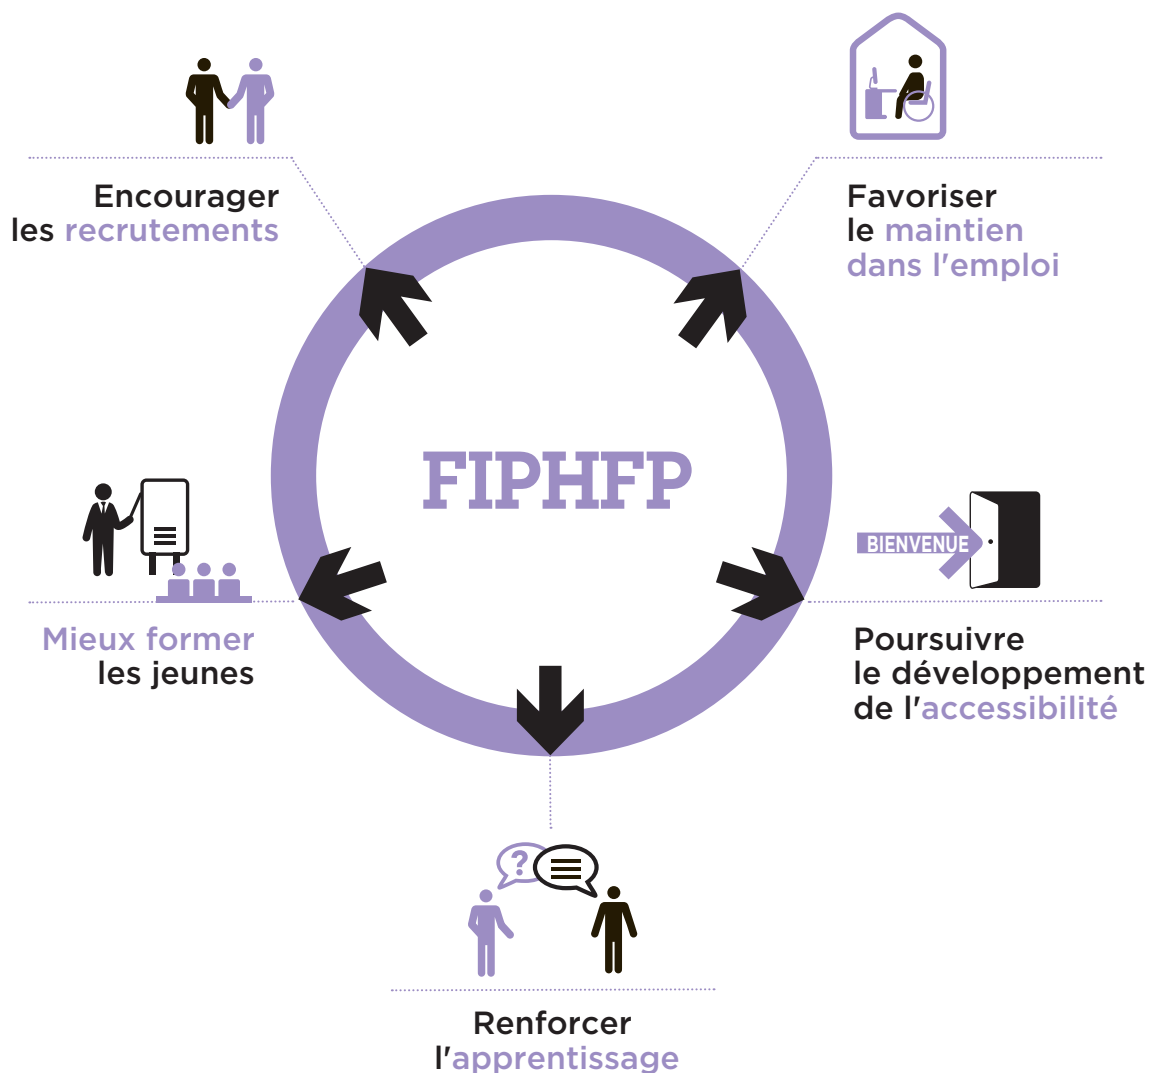 Encourager
les recrutements
Favoriser
le maintien
dans l'emploi
FIPHFP
BIENVENUE
Mieux former
les jeunes
Poursuivre
le développement
de l'accessibilité
?
Renforcer
l'apprentissage